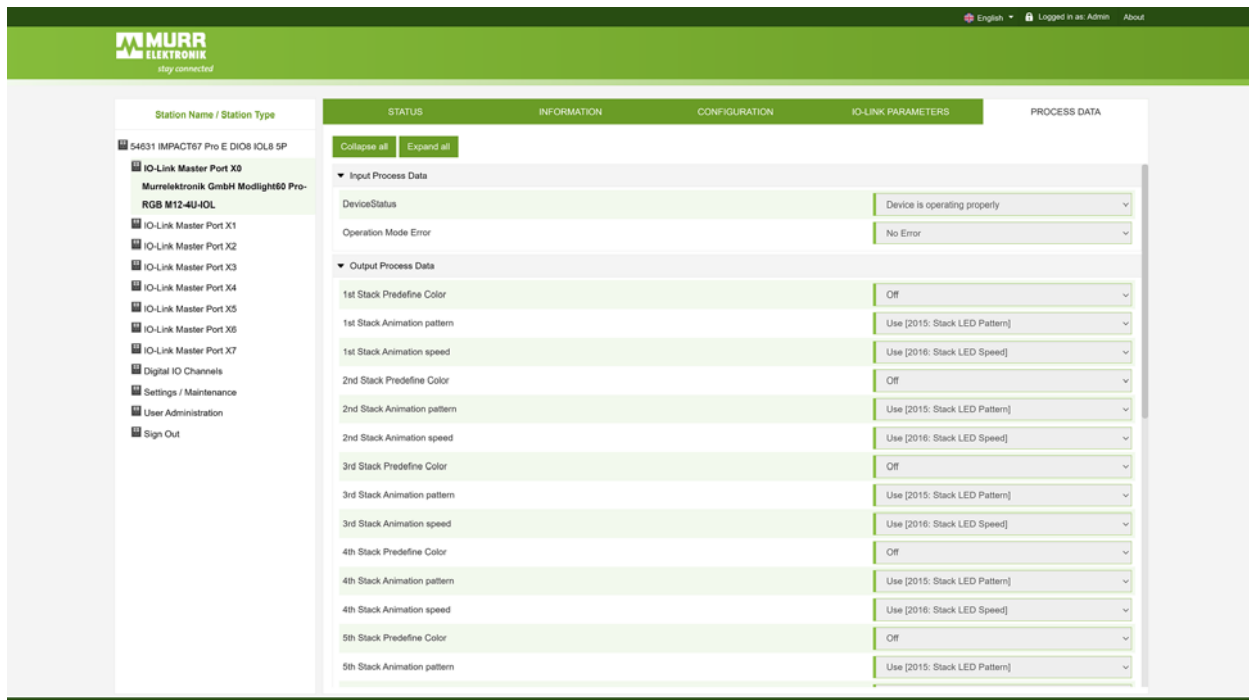 English
Logged in as: Admin
About
MURR
ELEKTRONIK
stay connected
Station Name / Station Type
54631 IMPACT67 Pro E DIO8 IOL8 5P
IO-Link Master Port X0
Murrelektronik GmbH Modlight60 Pro-
RGB M12-4U-IOL
IO-Link Master Port X1
IO-Link Master Port X2
IO-Link Master Port X3
IO-Link Master Port X4
IO-Link Master Port X5
IO-Link Master Port X6
IO-Link Master Port X7
Digital IO Channels
Settings / Maintenance
User Administration
Sign Out
STATUS INFORMATION CONFIGURATION IO-LINK PARAMETERS PROCESS DATA
Collapse all Expand all
Input Process Data
DeviceStatus Device is operating properly
Operation Mode Error No Error
Output Process Data
1st Stack Predefine Color Off
1st Stack Animation pattern Use [2015: Stack LED Pattern]
1st Stack Animation speed Use [2016: Stack LED Speed]
2nd Stack Predefine Color Off
2nd Stack Animation pattern Use [2015: Stack LED Pattern]
2nd Stack Animation speed Use [2016: Stack LED Speed]
3rd Stack Predefine Color Off
3rd Stack Animation pattern Use [2015: Stack LED Pattern]
3rd Stack Animation speed Use [2016: Stack LED Speed]
4th Stack Predefine Color Off
4th Stack Animation pattern Use [2015: Stack LED Pattern]
4th Stack Animation speed Use [2016: Stack LED Speed]
5th Stack Predefine Color Off
5th Stack Animation pattern Use [2015: Stack LED Pattern]